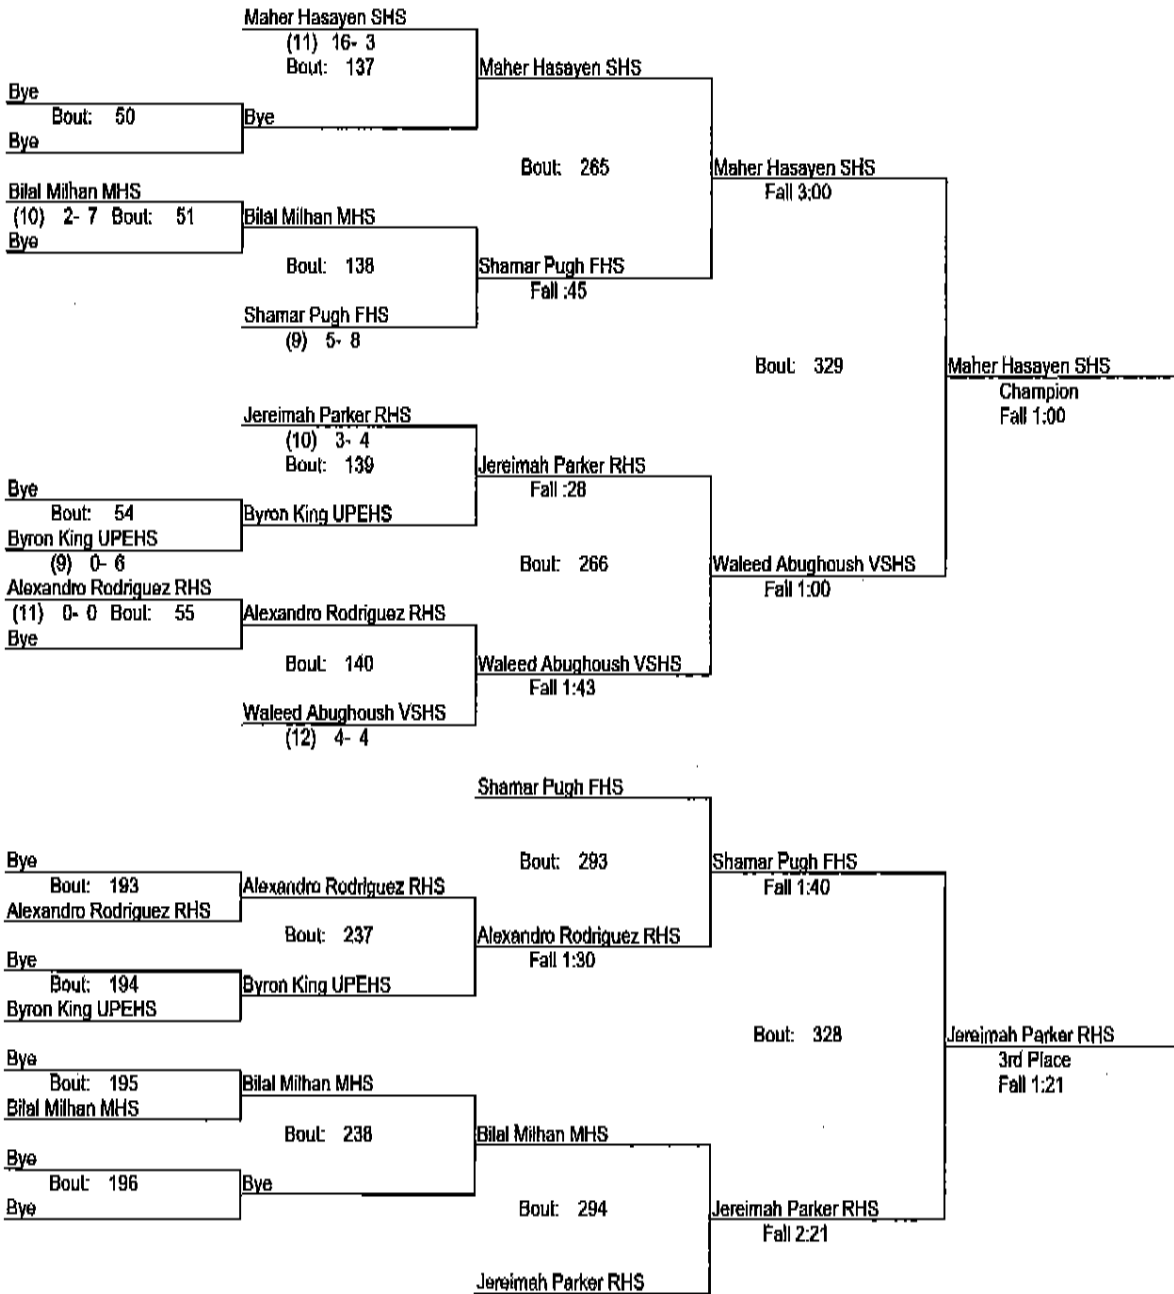 Maher Hasayen SHS
(11) 16- 3
Bout: 137
Maher Hasayen SHS
Bye
Bout: 50
Bye
Bye
Bout: 265
Maher Hasayen SHS
Fall 3:00
Bilal Milhan MHS
(10) 2- 7 Bout: 51
Bilal Milhan MHS
Bye
Bout: 138
Shamar Pugh FHS
Fall :45
Shamar Pugh FHS
(9) 5- 8
Bout: 329
Maher Hasayen SHS
Champion
Fall 1:00
Jereimah Parker RHS
(10) 3- 4
Bout: 139
Jereimah Parker RHS
Fall :28
Bye
Bout: 54
Byron King UPEHS
Byron King UPEHS
(9) 0- 6
Bout: 266
Waleed Abughoush VSHS
Fall 1:00
Alexandro Rodriguez RHS
(11) 0- 0 Bout: 55
Alexandro Rodriguez RHS
Bye
Bout: 140
Waleed Abughoush VSHS
Fall 1:43
Waleed Abughoush VSHS
(12) 4- 4
Shamar Pugh FHS
Bye
Bout: 193
Alexandro Rodriguez RHS
Alexandro Rodriguez RHS
Bout: 293
Shamar Pugh FHS
Fall 1:40
Bout: 237
Alexandro Rodriguez RHS
Fall 1:30
Bye
Bout: 194
Byron King UPEHS
Byron King UPEHS
Bout: 328
Jereimah Parker RHS
3rd Place
Fall 1:21
Bye
Bout: 195
Bilal Milhan MHS
Bilal Milhan MHS
Bout: 238
Bilal Milhan MHS
Bye
Bout: 196
Bye
Bye
Bout: 294
Jereimah Parker RHS
Fall 2:21
Jereimah Parker RHS